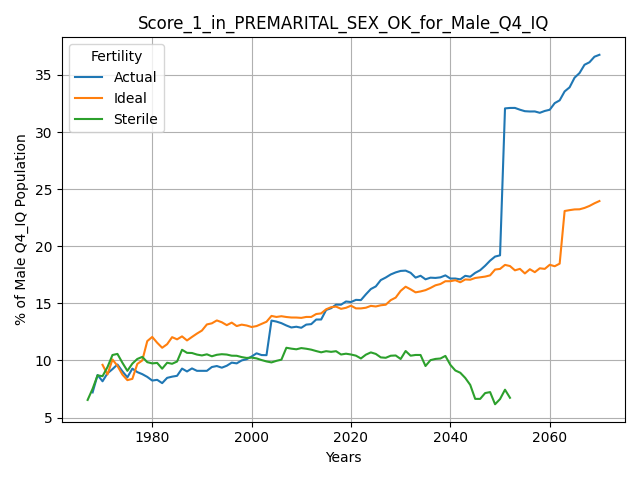 Score_1_in_PREMARITAL_SEX_OK_for_Male_Q4_IQ
Fertility
Actual
Ideal
Sterile
% of Male Q4_IQ Population
35
30
25
20
15
10
5
1980
2000
2020
2040
2060
Years